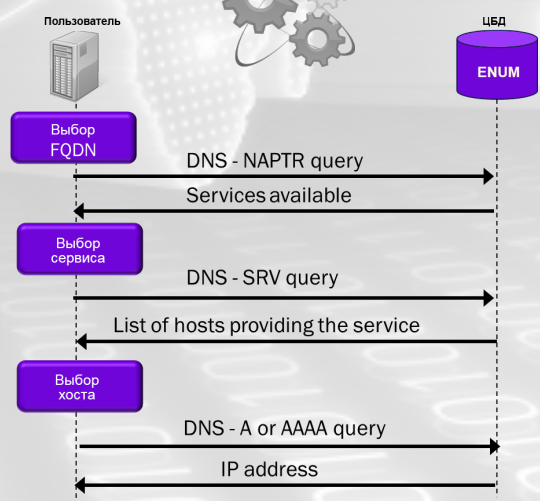 Пользователь
ЦБД
ENUM
Выбор
FQDN
DNS - NAPTR query
Services available
Выбор
сервиса
DNS - SRV query
List of hosts providing the service
Выбор
хоста
DNS - A or AAAA query
IP address